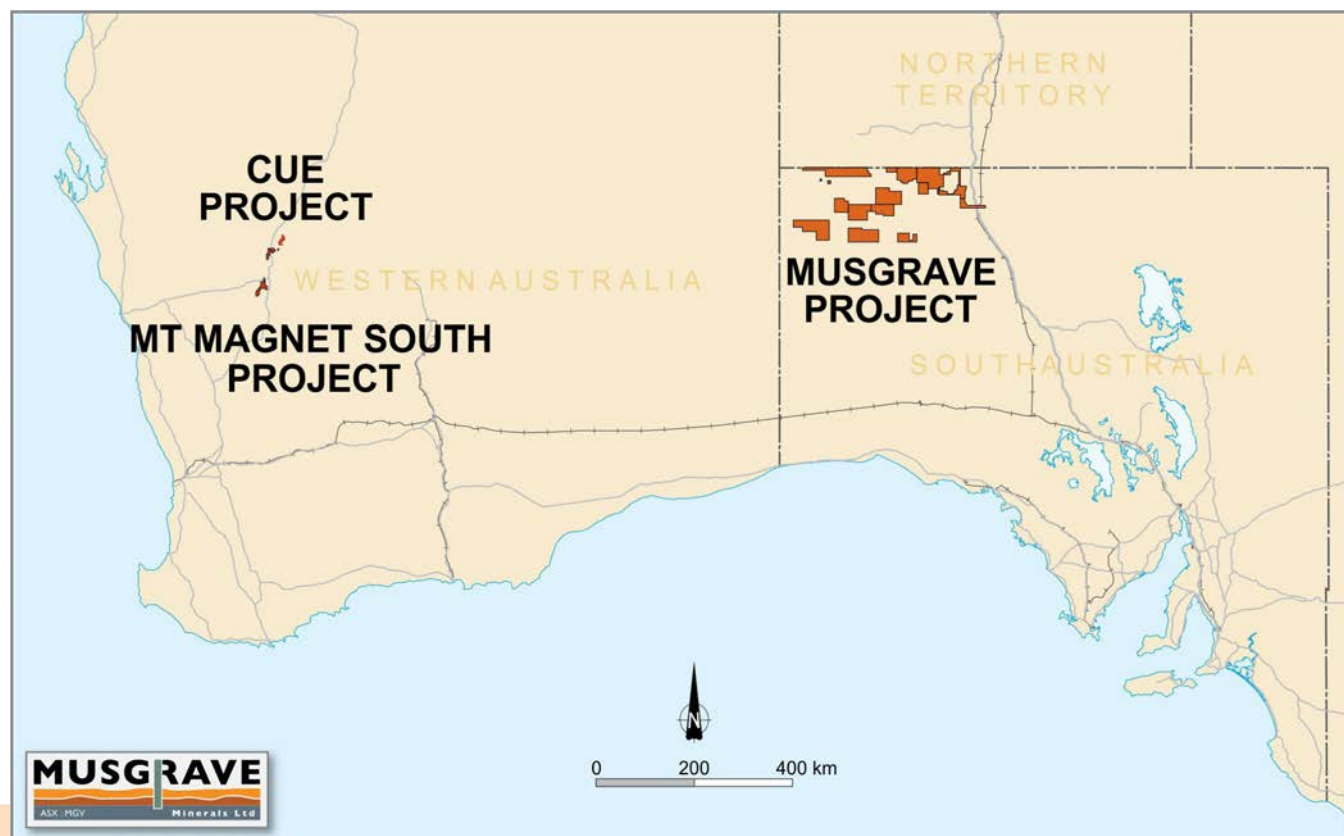 NORTHERN
TERRITORY
CUE
PROJECT
WESTERN AUSTRALIA
MUSGRAVE
PROJECT
MT MAGNET SOUTH
PROJECT
SOUTH AUSTRALIA
N
0 200 400 km
MUSGRAVE
ASX : MGY Minerals Ltd